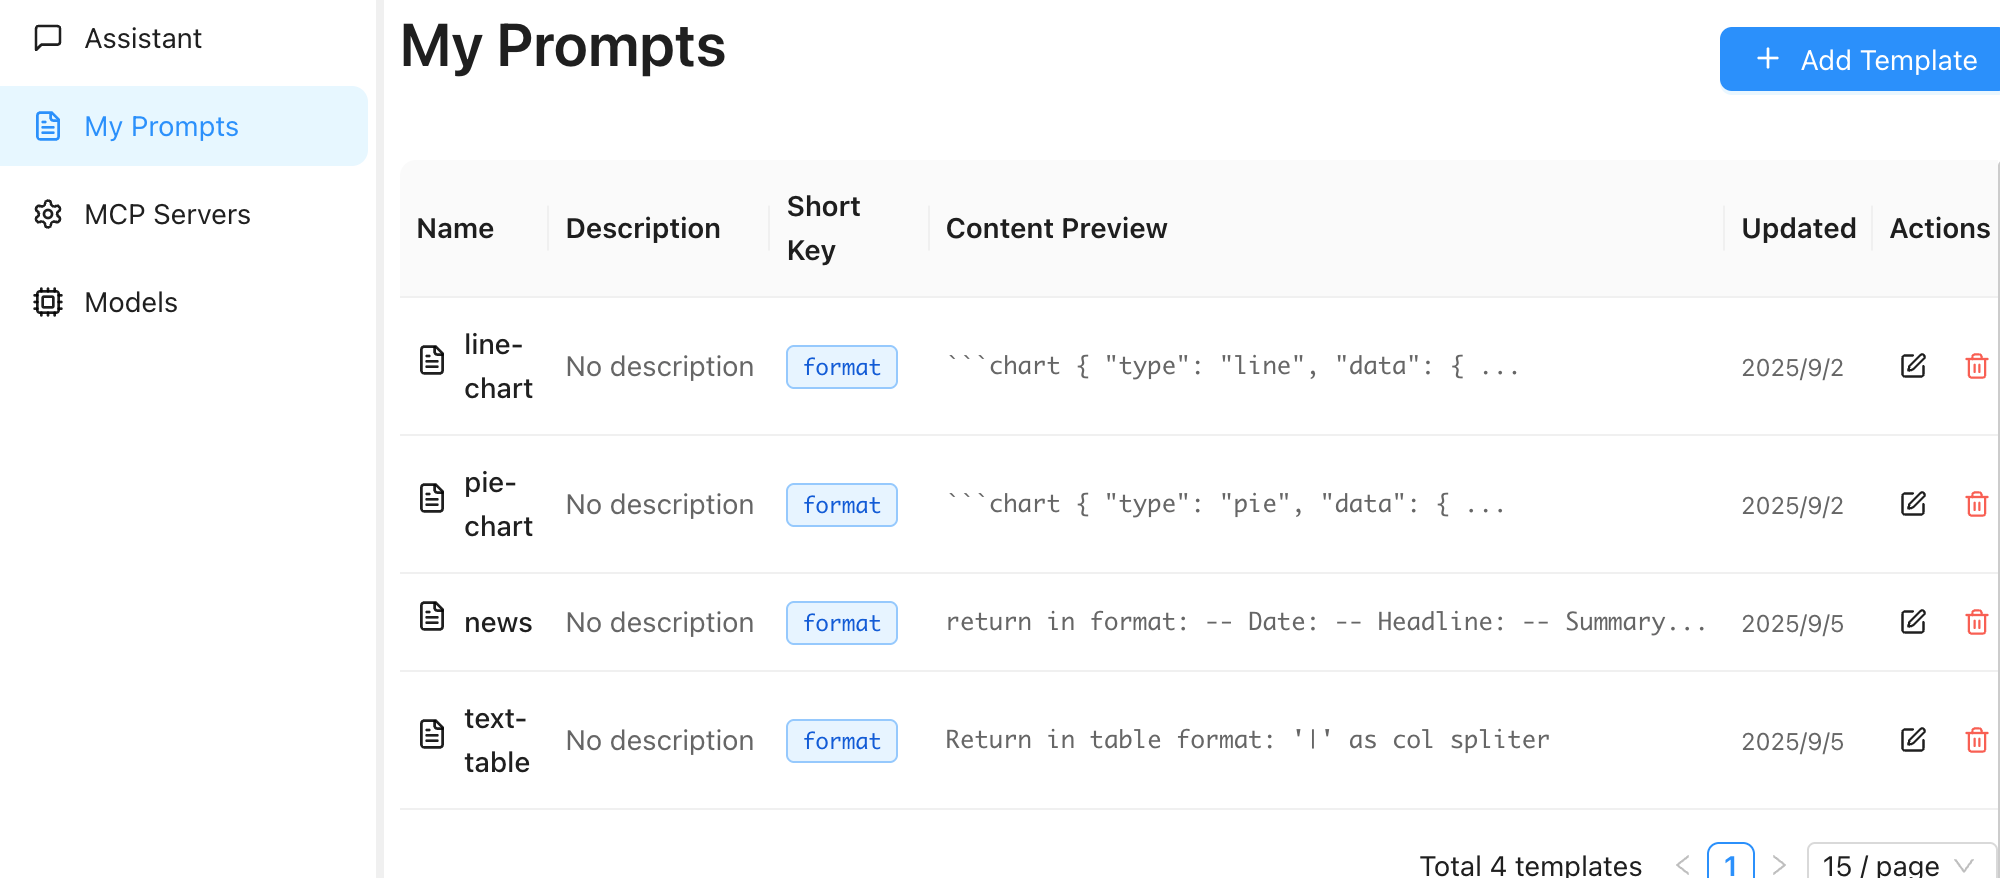 Assistant
My Prompts
MCP Servers
Models
My Prompts
+ Add Template
Name Description Short Key Content Preview Updated Actions
line-
chart
No description format ```chart { "type": "line", "data": { ... 2025/9/2
pie-
chart
No description format ```chart { "type": "pie", "data": { ... 2025/9/2
news No description format return in format: -- Date: -- Headline: -- Summary... 2025/9/5
text-
table
No description format Return in table format: '|' as col spliter 2025/9/5
Total 4 templates < 1 > 15 / page